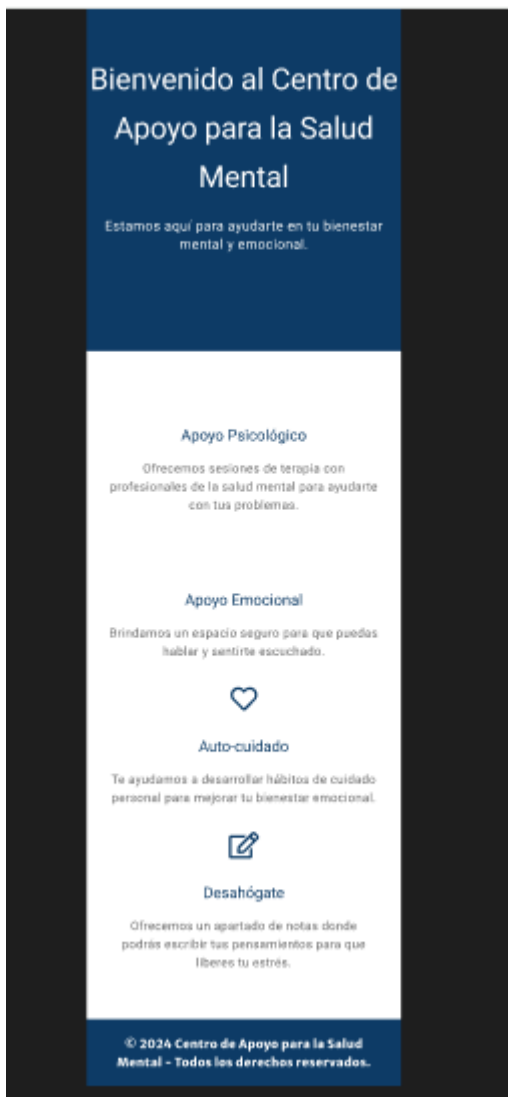 Bienvenido al Centro de
Apoyo para la Salud
Mental
Estamos aquí para ayudarte en tu bienestar
mental y emocional.
Apoyo Psicológico
Ofrecemos sesiones de terapia con
profesionales de la salud mental para ayudarte
con tus problemas.
Apoyo Emocional
Brindamos un espacio seguro para que puedas
hablar y sentirte escuchado.
Auto-cuidado
Te ayudamos a desarrollar hábitos de cuidado
personal para mejorar tu bienestar emocional.
Desahógate
Ofrecemos un apartado de notas donde
podrás escribir tus pensamientos para que
liberes tu estrés.
© 2024 Centro de Apoyo para la Salud
Mental - Todos los derechos reservados.